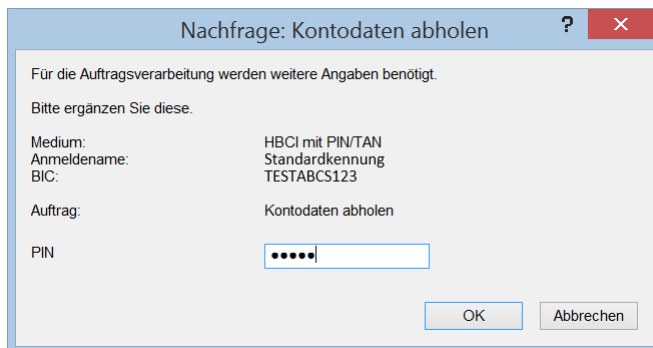 Nachfrage: Kontodaten abholen ?
Für die Auftragsverarbeitung werden weitere Angaben benötigt.
Bitte ergänzen Sie diese.
Medium: HBCI mit PIN/TAN
Anmeldename: Standardkennung
BIC: TESTABCS123
Auftrag: Kontodaten abholen
PIN •••••
OK Abbrechen